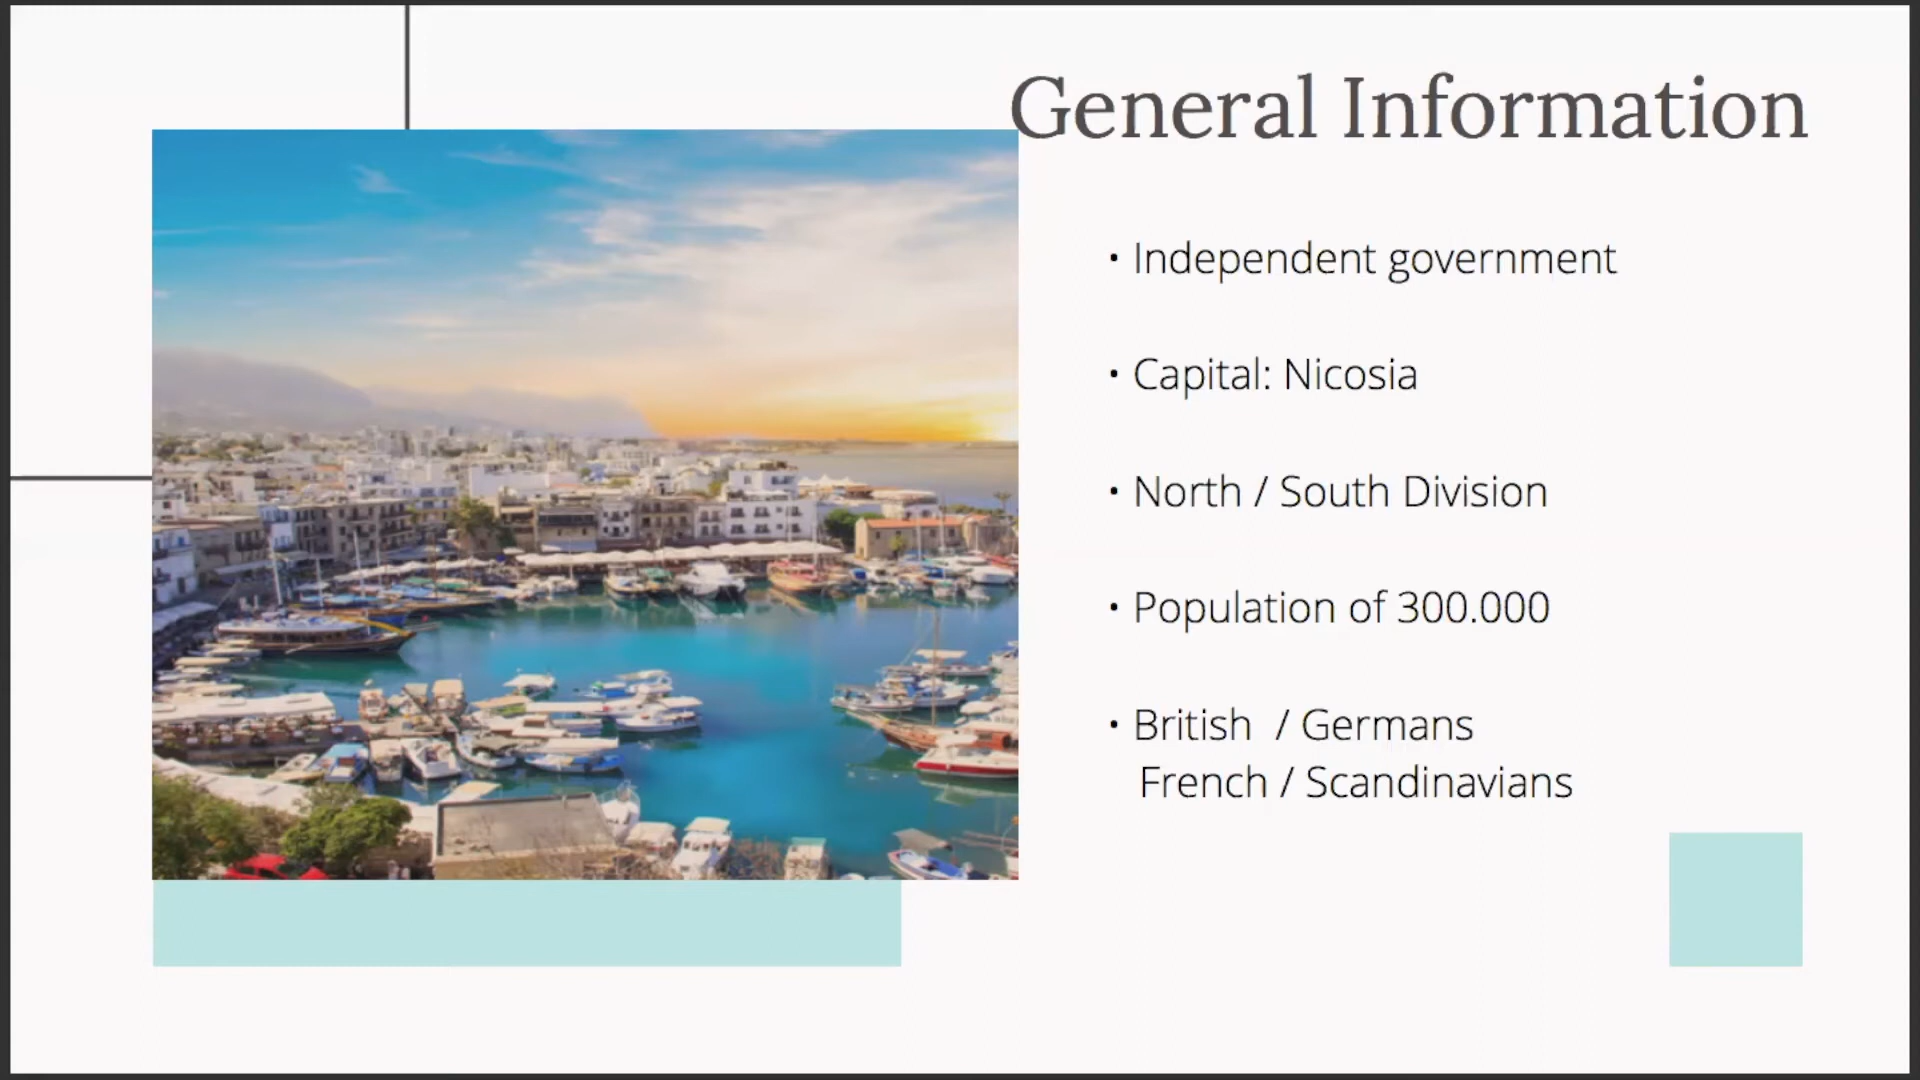 General Information
• Independent government
• Capital: Nicosia
• North / South Division
• Population of 300.000
• British  / Germans
French / Scandinavians